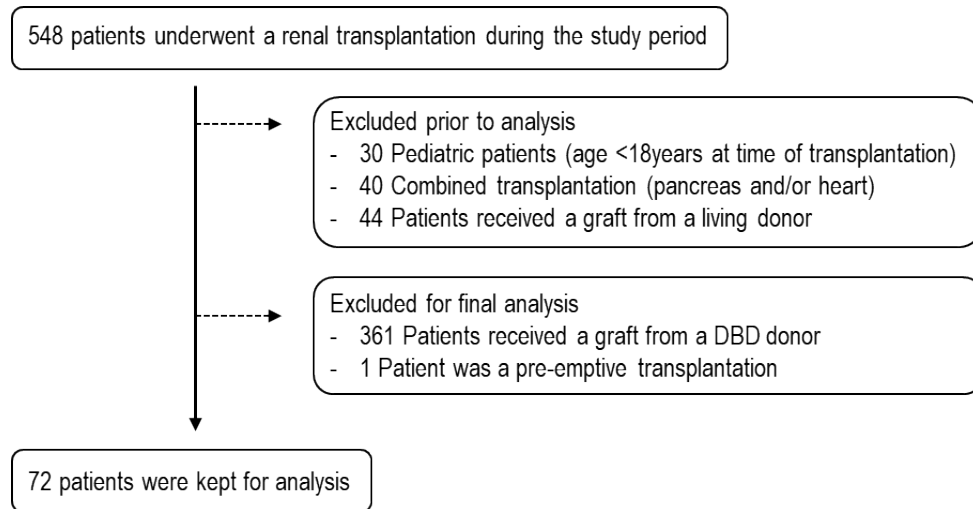 548 patients underwent a renal transplantation during the study period
Excluded prior to analysis
- 30 Pediatric patients (age <18years at time of transplantation)
- 40 Combined transplantation (pancreas and/or heart)
- 44 Patients received a graft from a living donor
Excluded for final analysis
- 361 Patients received a graft from a DBD donor
- 1 Patient was a pre-emptive transplantation
72 patients were kept for analysis